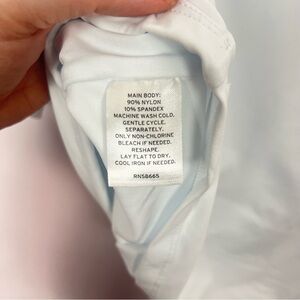 MAIN BODY:
90% NYLON
10% SPANDEX
MACHINE WASH COLD,
GENTLE CYCLE.
SEPARATELY.
ONLY NON-CHLORINE
BLEACH IF NEEDED.
RESHAPE.
LAY FLAT TO DRY,
COOL IRON IF NEEDED.
RN58665